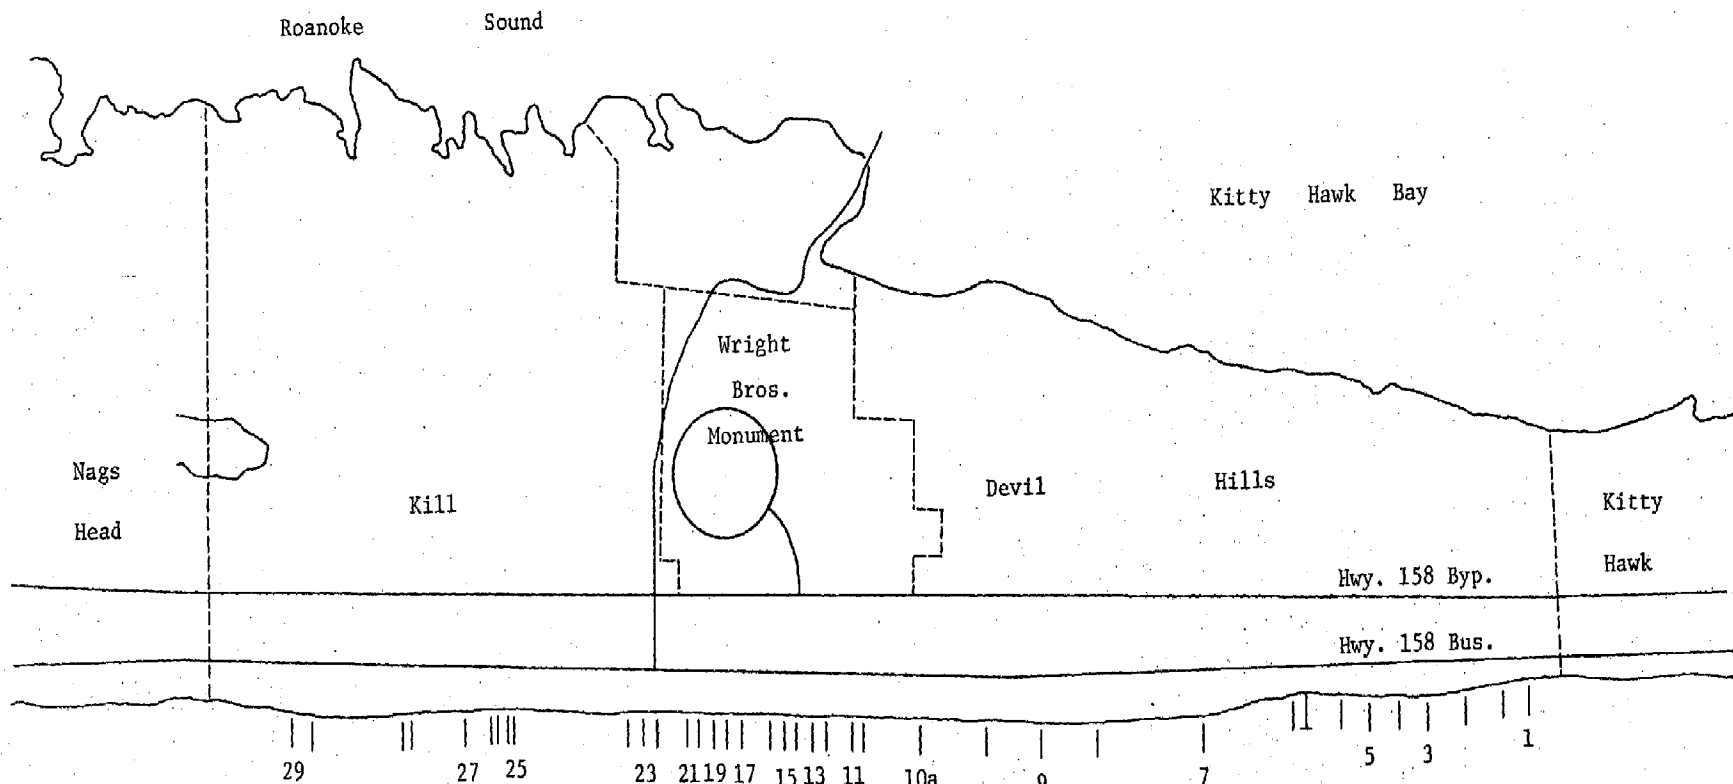 Roanoke Sound
Kitty Hawk Bay
Wright
Bros.
Monument
Nags
Head
Kill
Devil Hills
Kitty
Hawk
Hwy. 158 Byp.
Hwy. 158 Bus.
29 27 25 23 21 19 17 15 13 11 10a 9 7 5 3 1